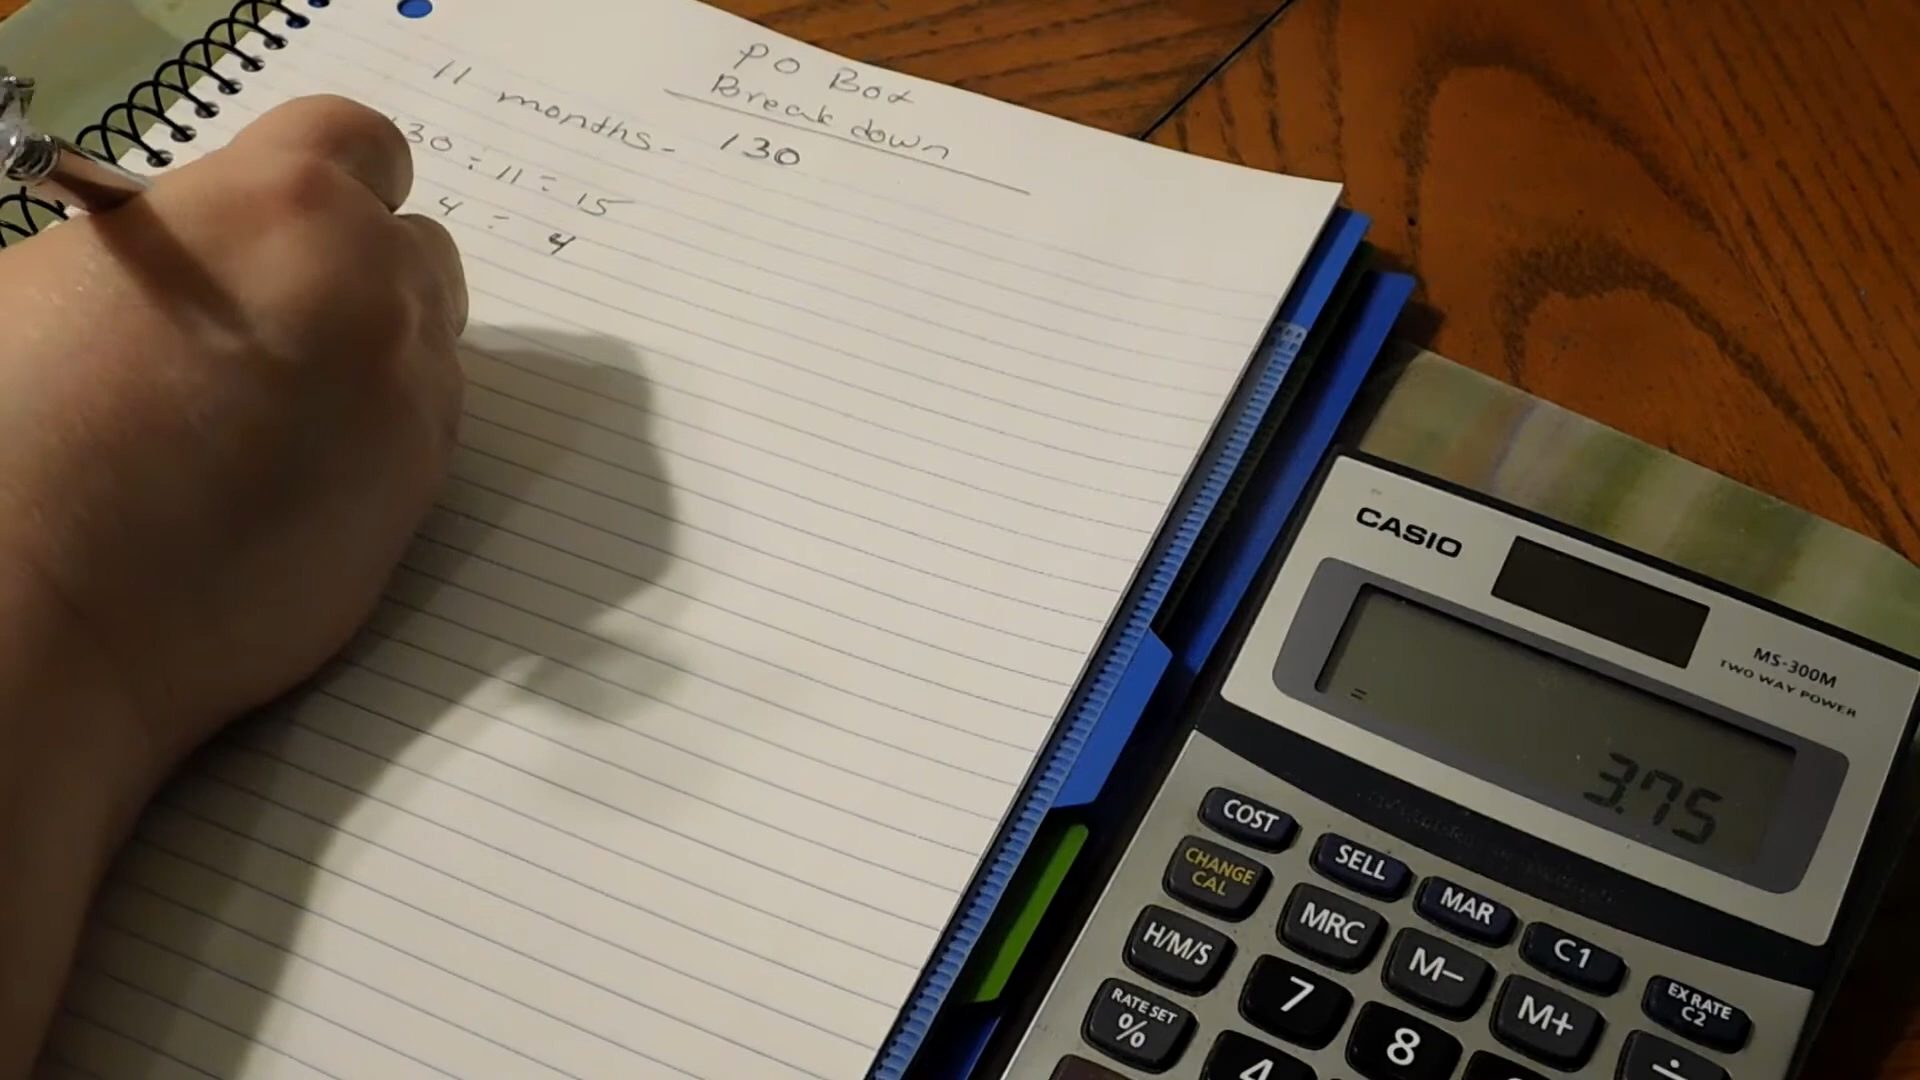 PO Box
Break down
11 months - 130
130 ÷ 11 = 15
4 = 4
CASIO
MS-300M
TWO WAY POWER
=
3.75
COST
SELL
MAR
C1
EX RATE
C2
CHANGE
CAL
MRC
M−
M+
÷
H/M/S
7
8
RATE SET
%
4